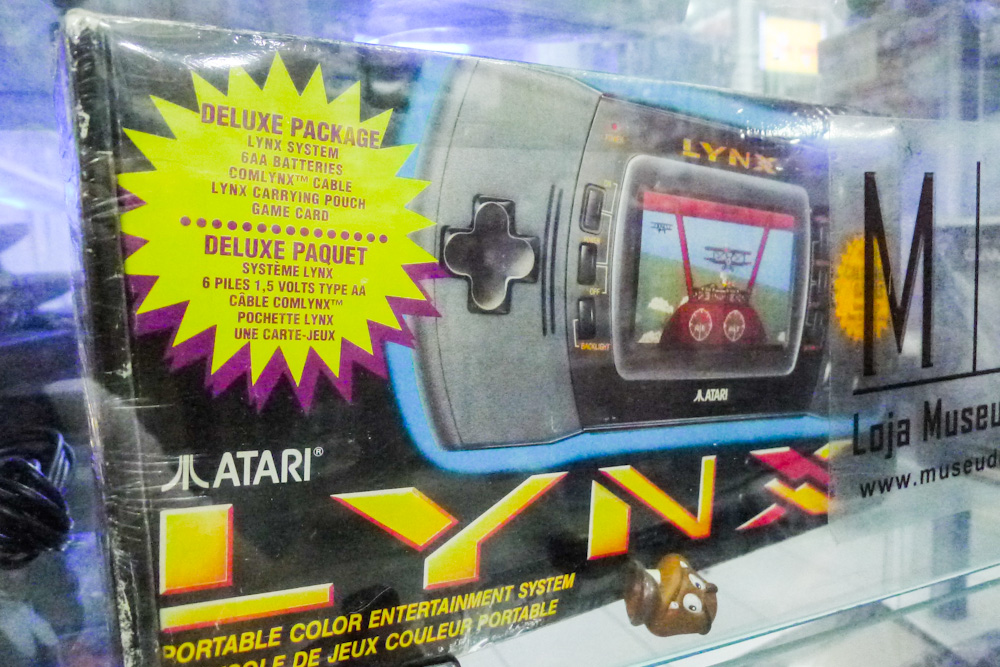 DELUXE PACKAGE
LYNX SYSTEM
6AA BATTERIES
COMLYNX™ CABLE
LYNX CARRYING POUCH
GAME CARD
DELUXE PAQUET
SYSTÈME LYNX
6 PILES 1,5 VOLTS TYPE AA
CÂBLE COMLYNX™
POCHETTE LYNX
UNE CARTE-JEUX
LYNX
OFF
BACKLIGHT
ATARI
ATARI®
LYNX
PORTABLE COLOR ENTERTAINMENT SYSTEM
DE JEUX COULEUR PORTABLE
M
Loja Museu
www.museud